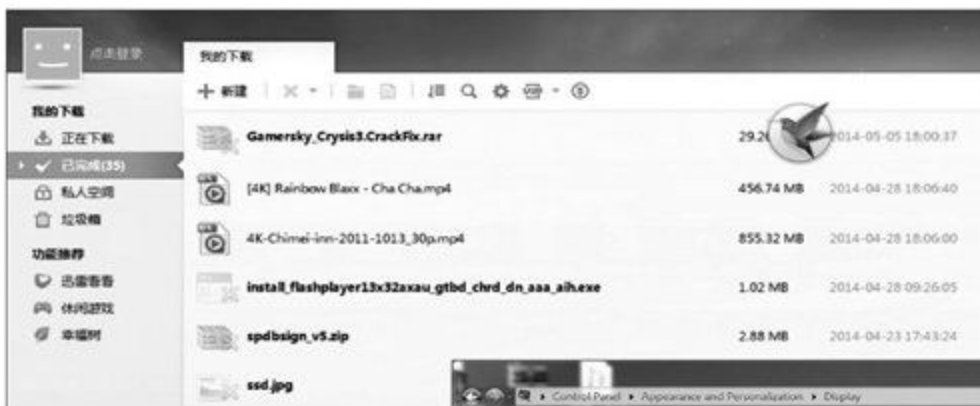 点击登录
我的下载
新建
我的下载
正在下载
已完成(35)
私人空间
垃圾箱
功能推荐
迅雷看看
休闲游戏
幸福树
Gamersky_Crysis3.CrackFix.rar 2014-05-05 18:00:37
[4K] Rainbow Blaxx - Cha Cha.mp4 456.74 MB 2014-04-28 18:06:40
4K-Chimei-inn-2011-1013_30p.mp4 855.32 MB 2014-04-28 18:06:00
install_flashplayer13x32axau_gtbd_chrd_dn_aaa_aih.exe 1.02 MB 2014-04-28 09:26:05
spdbsign_v5.zip 2.88 MB 2014-04-23 17:43:24
ssd.jpg
Control Panel Appearance and Personalization Display